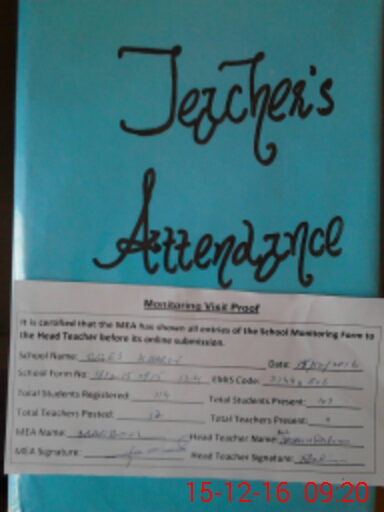 Teacher's
Attendance
Monitoring Visit Proof
It is certified that the MEA has shown all entries of the School Monitoring Form to
the Head Teacher before its online submission.
School Name: Date:
School Form No: EMIS Code:
Total Students Registered: Total Students Present:
Total Teachers Posted: 12 Total Teachers Present:
MEA Name: Head Teacher Name:
MEA Signature: Head Teacher Signature:
15-12-16 09:20